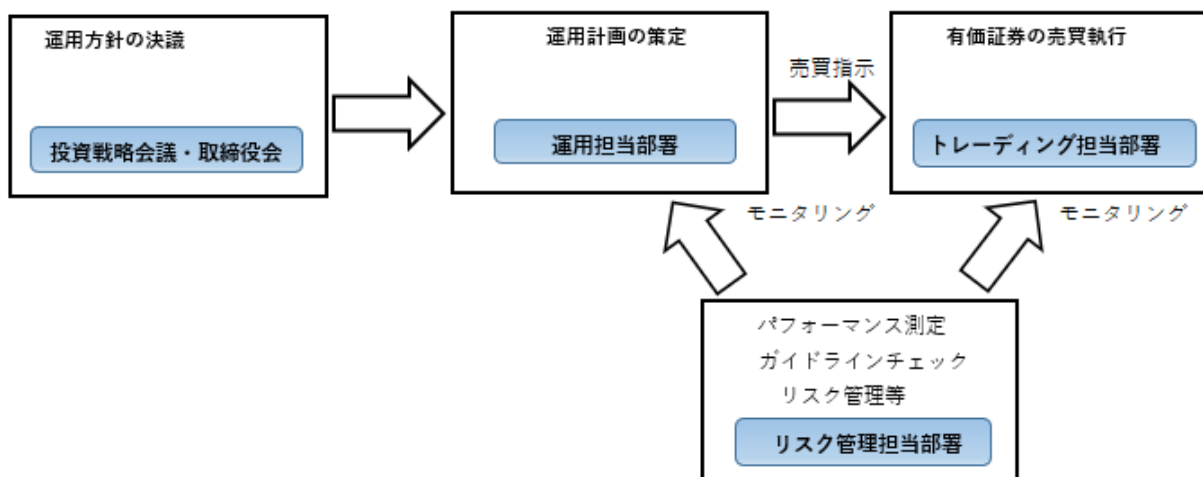 運用方針の決議
投資戦略会議・取締役会
運用計画の策定
運用担当部署
売買指示
有価証券の売買執行
トレーディング担当部署
モニタリング
モニタリング
パフォーマンス測定
ガイドラインチェック
リスク管理等
リスク管理担当部署